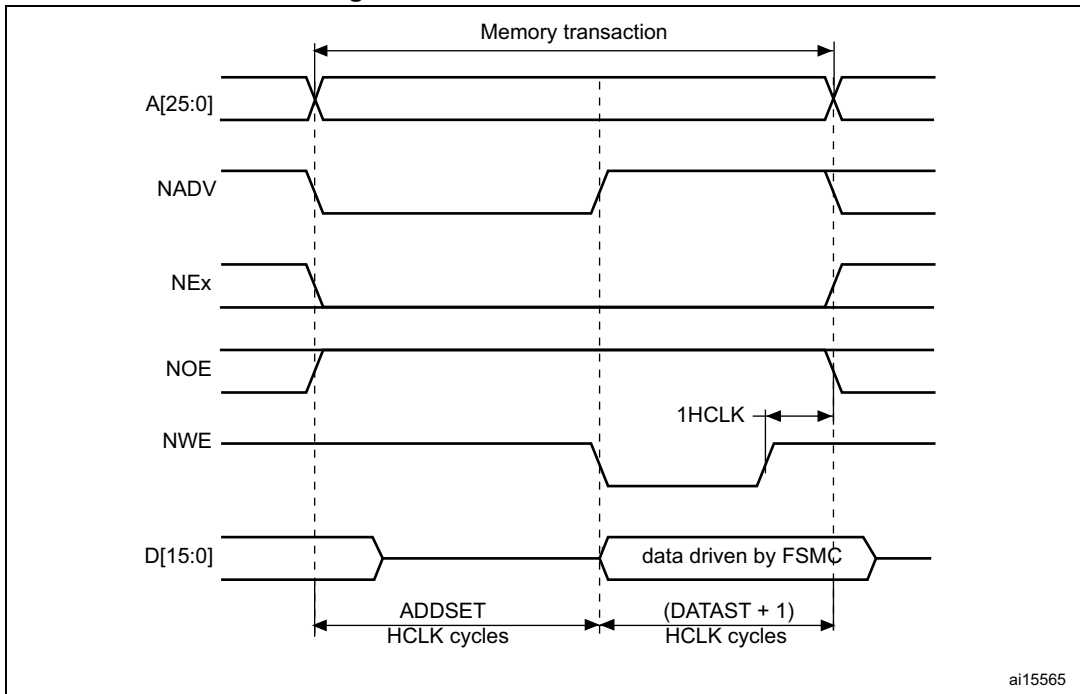 Memory transaction
A[25:0]
NADV
NEx
NOE
1HCLK
NWE
D[15:0]
data driven by FSMC
ADDSET
HCLK cycles
(DATAST + 1)
HCLK cycles
ai15565